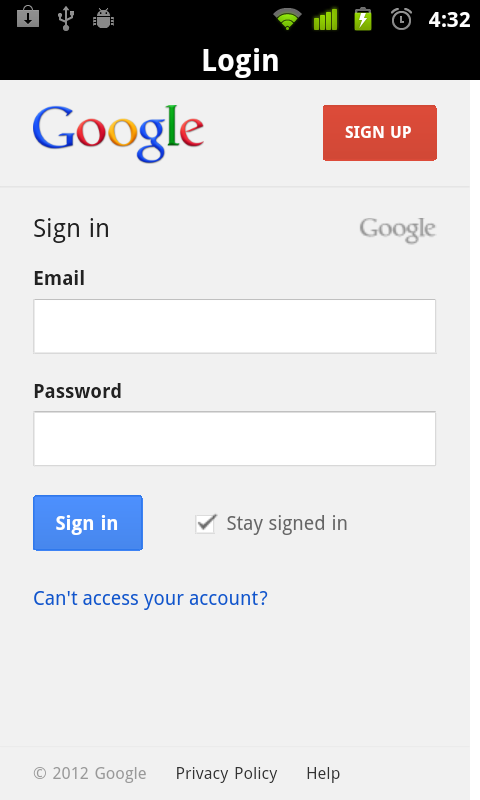 4:32
Login
Google
SIGN UP
Sign in
Google
Email
Password
Sign in
Stay signed in
Can't access your account?
© 2012 Google Privacy Policy Help